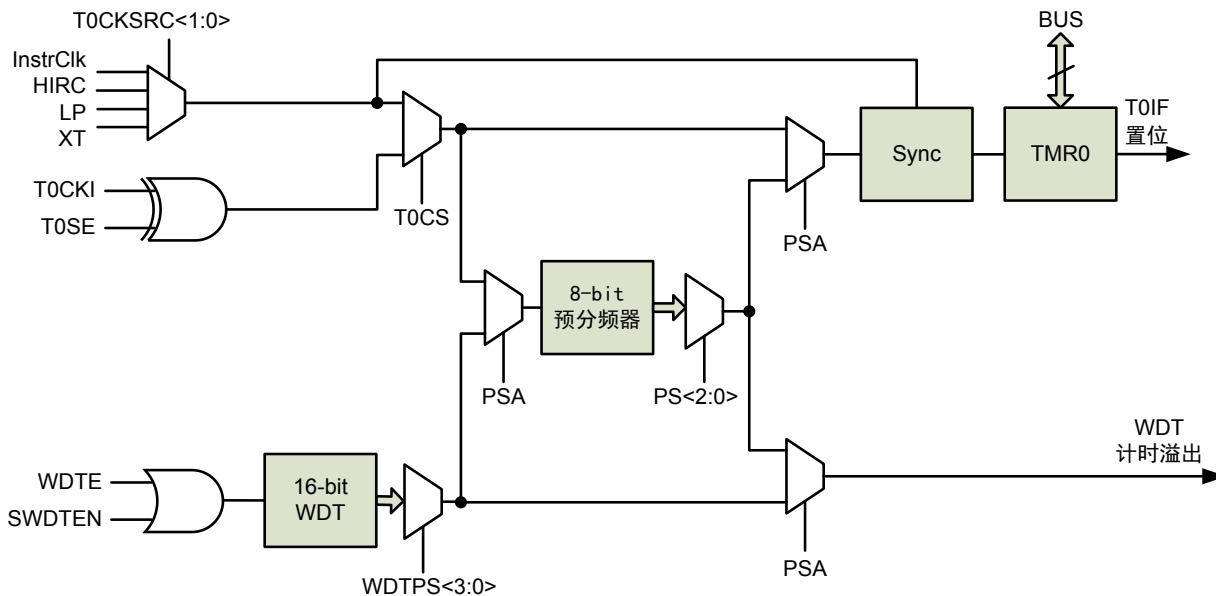 T0CKSRC<1:0>
BUS
InstrClk
HIRC
LP
XT
T0IF
置位
Sync
TMR0
T0CKI
T0SE
T0CS
PSA
8-bit
预分频器
PSA
PS<2:0>
WDT
计时溢出
WDTE
SWDTEN
16-bit
WDT
PSA
WDTPS<3:0>